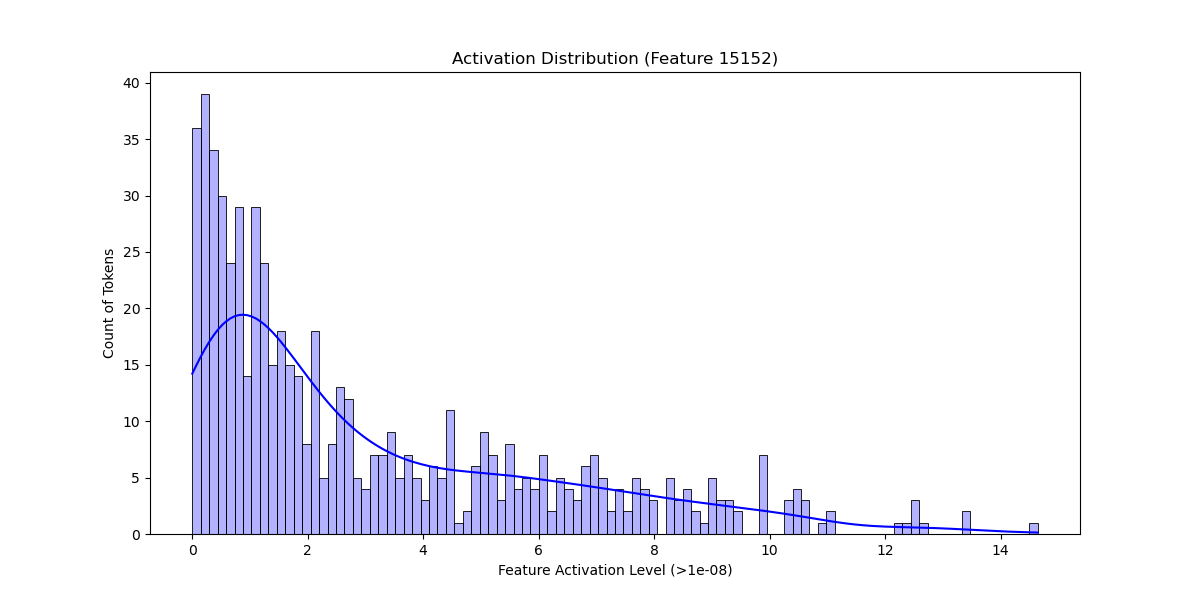 Activation Distribution (Feature 15152)
Count of Tokens
40
35
30
25
20
15
10
5
0
0 2 4 6 8 10 12 14
Feature Activation Level (>1e-08)